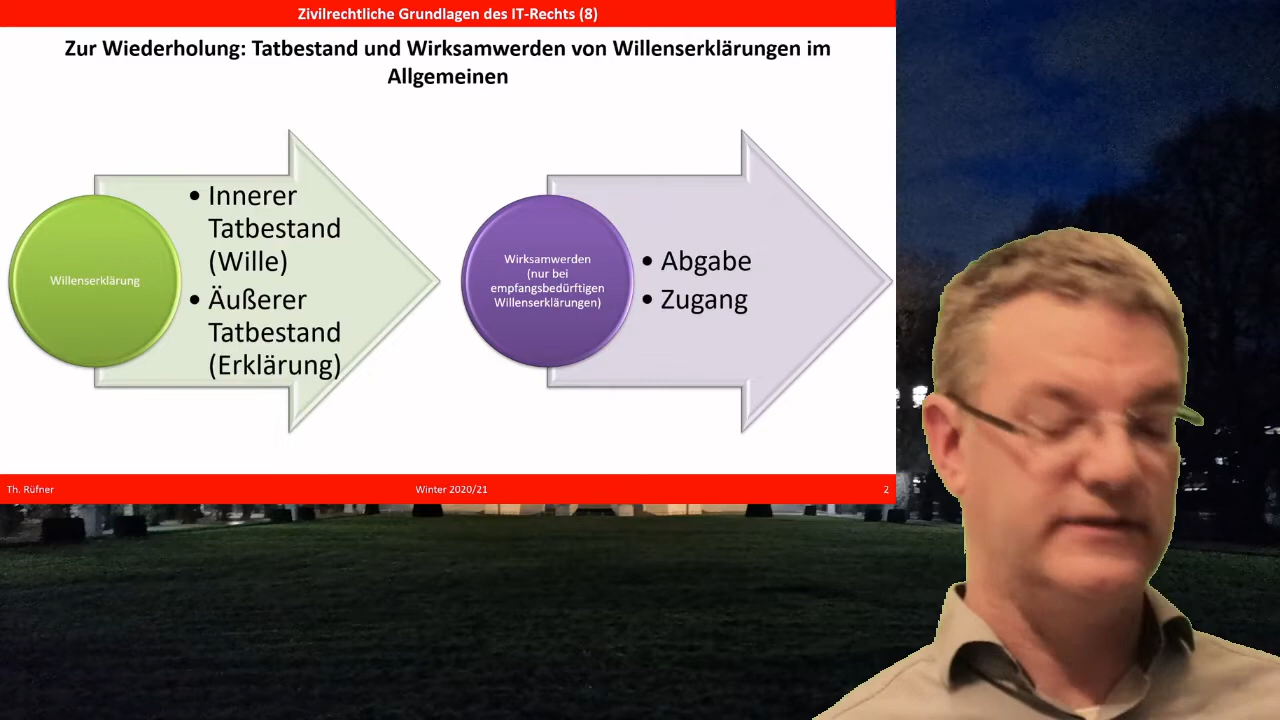 Zivilrechtliche Grundlagen des IT-Rechts (8)
Zur Wiederholung: Tatbestand und Wirksamwerden von Willenserklärungen im
Allgemeinen
Willenserklärung
• Innerer
Tatbestand
(Wille)
• Äußerer
Tatbestand
(Erklärung)
Wirksamwerden
(nur bei
empfangsbedürftigen
Willenserklärungen)
• Abgabe
• Zugang
Th. Rüfner
Winter 2020/21
2